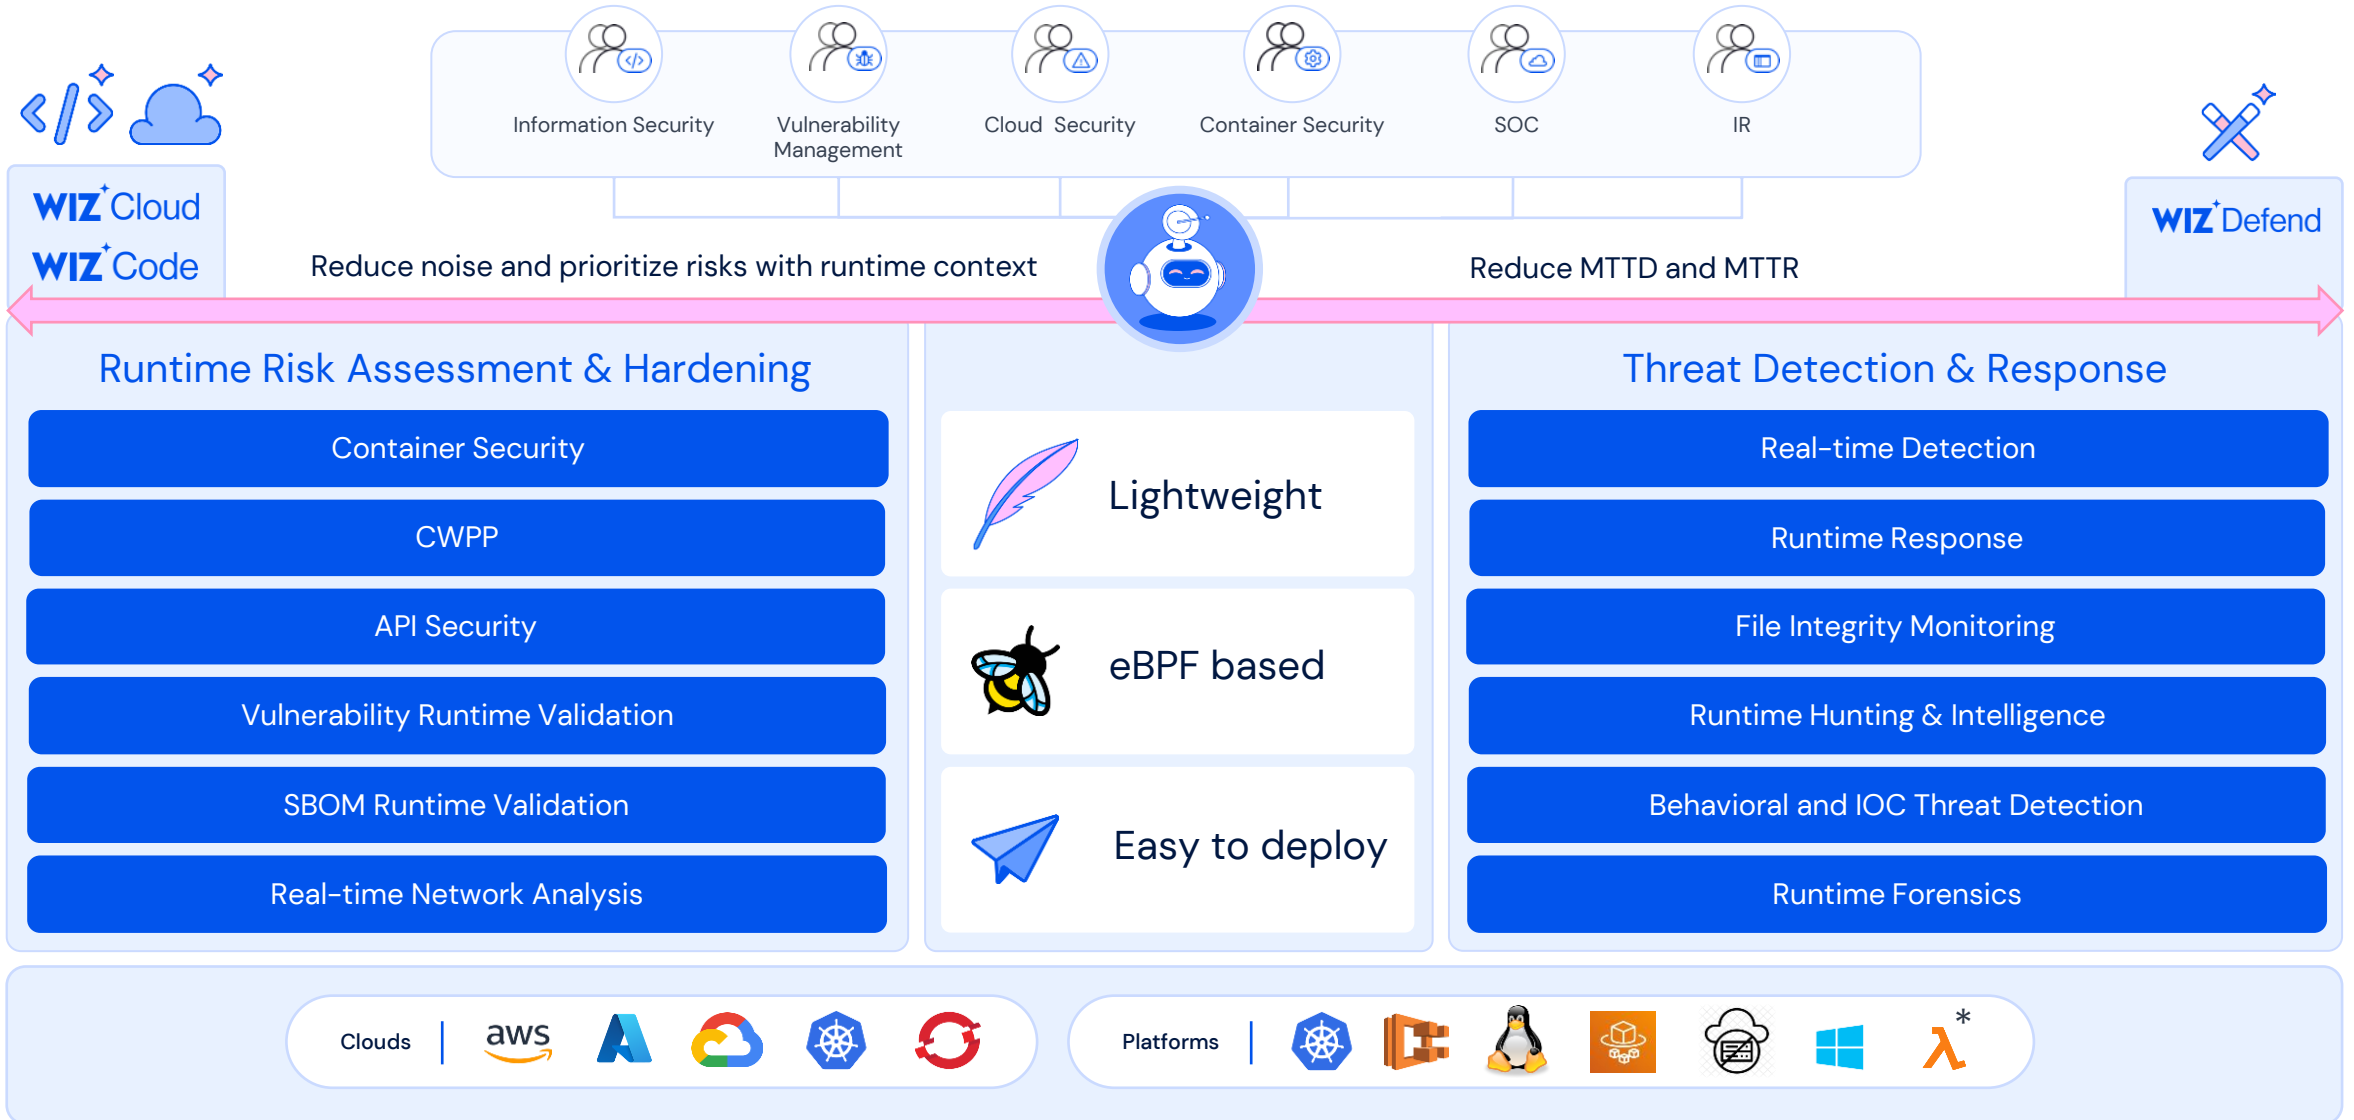 Information Security
Vulnerability
Management
Cloud Security
Container Security
SOC
IR
WIZ Cloud
WIZ Code
WIZ Defend
Reduce noise and prioritize risks with runtime context
Reduce MTTD and MTTR
Runtime Risk Assessment & Hardening
Container Security
CWPP
API Security
Vulnerability Runtime Validation
SBOM Runtime Validation
Real-time Network Analysis
Lightweight
eBPF based
Easy to deploy
Threat Detection & Response
Real-time Detection
Runtime Response
File Integrity Monitoring
Runtime Hunting & Intelligence
Behavioral and IOC Threat Detection
Runtime Forensics
Clouds
aws
Platforms
λ*